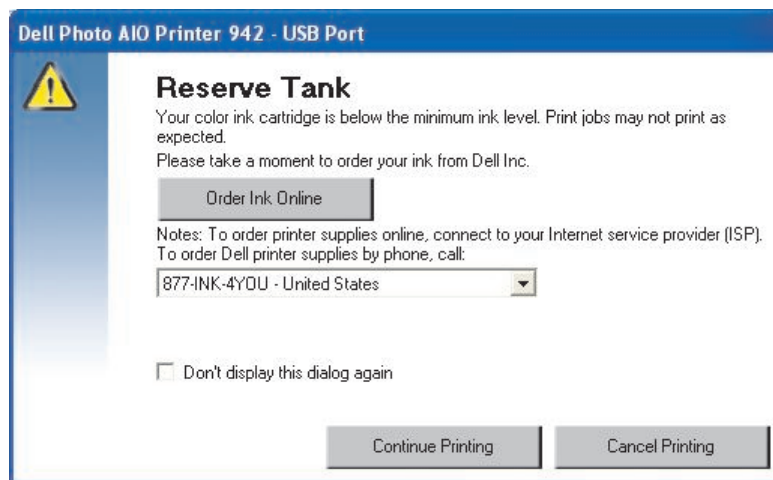 Dell Photo AIO Printer 942 - USB Port
Reserve Tank
Your color ink cartridge is below the minimum ink level. Print jobs may not print as
expected.
Please take a moment to order your ink from Dell Inc.
Order Ink Online
Notes: To order printer supplies online, connect to your Internet service provider (ISP).
To order Dell printer supplies by phone, call:
877-INK-4YOU - United States
Don't display this dialog again
Continue Printing
Cancel Printing